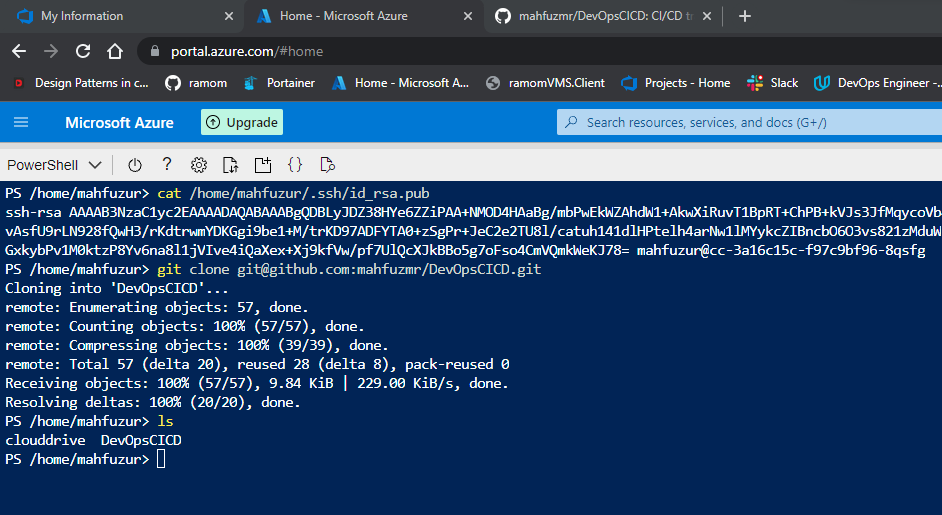 My Information
Home - Microsoft Azure
mahfuzmr/DevOpsCICD: CI/CD tr
portal.azure.com/#home
Design Patterns in c...
ramom
Portainer
Home - Microsoft A...
ramomVMS.Client
Projects - Home
Slack
DevOps Engineer -...
Microsoft Azure
Upgrade
Search resources, services, and docs (G+/)
PowerShell
PS /home/mahfuzur> cat /home/mahfuzur/.ssh/id_rsa.pub
ssh-rsa AAAAB3NzaC1yc2EAAAADAQABAAABgQDBLyJDZ38HYe6ZZiPAA+NMOD4HAaBg/mbPwEkWZAhdW1+AkwXiRuvT1BpRT+ChPB+kVJs3JfMqycoVb
vAsfU9rLN928fQwH3/rKdtrwmYDKGgi9be1+M/trKD97ADFYTA0+zSgPr+JeC2e2TU8l/catuh141dlHPtelh4arNw1lMYykcZIBncbO6O3vs821zMduW
GxkybPv1M0ktzP8Yv6na8l1jVIve4iQaXex+Xj9kfVw/pf7UlQcXJkBBo5g7oFso4CmVQmkWeKJ78= mahfuzur@cc-3a16c15c-f97c9bf96-8qsfg
PS /home/mahfuzur> git clone git@github.com:mahfuzmr/DevOpsCICD.git
Cloning into 'DevOpsCICD'...
remote: Enumerating objects: 57, done.
remote: Counting objects: 100% (57/57), done.
remote: Compressing objects: 100% (39/39), done.
remote: Total 57 (delta 20), reused 28 (delta 8), pack-reused 0
Receiving objects: 100% (57/57), 9.84 KiB | 229.00 KiB/s, done.
Resolving deltas: 100% (20/20), done.
PS /home/mahfuzur> ls
clouddrive  DevOpsCICD
PS /home/mahfuzur>